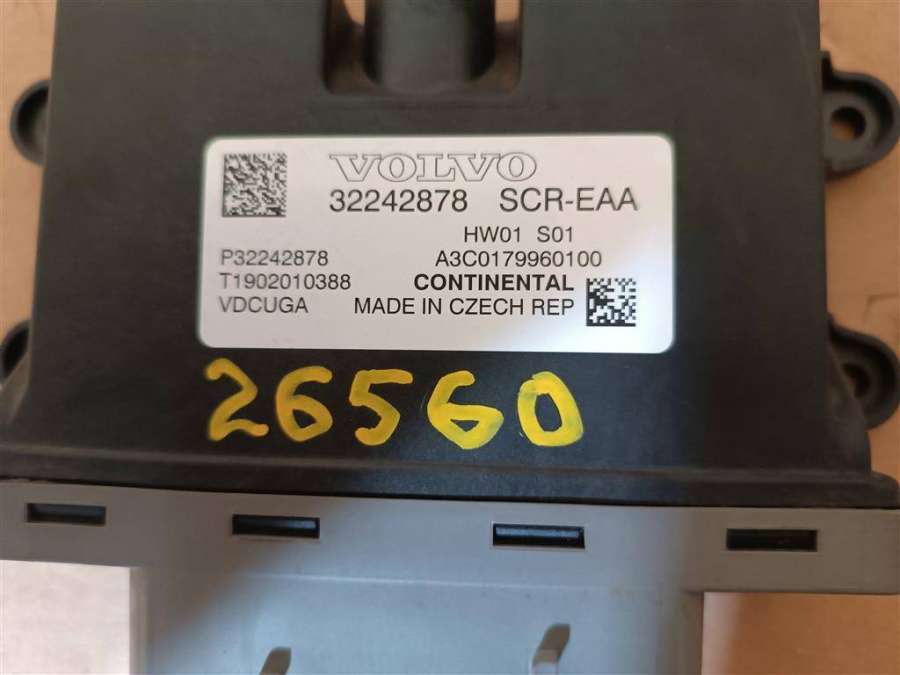 VOLVO
32242878 SCR-EAA
HW01 S01
P32242878 A3C0179960100
T1902010388 CONTINENTAL
VDCUGA MADE IN CZECH REP
26560